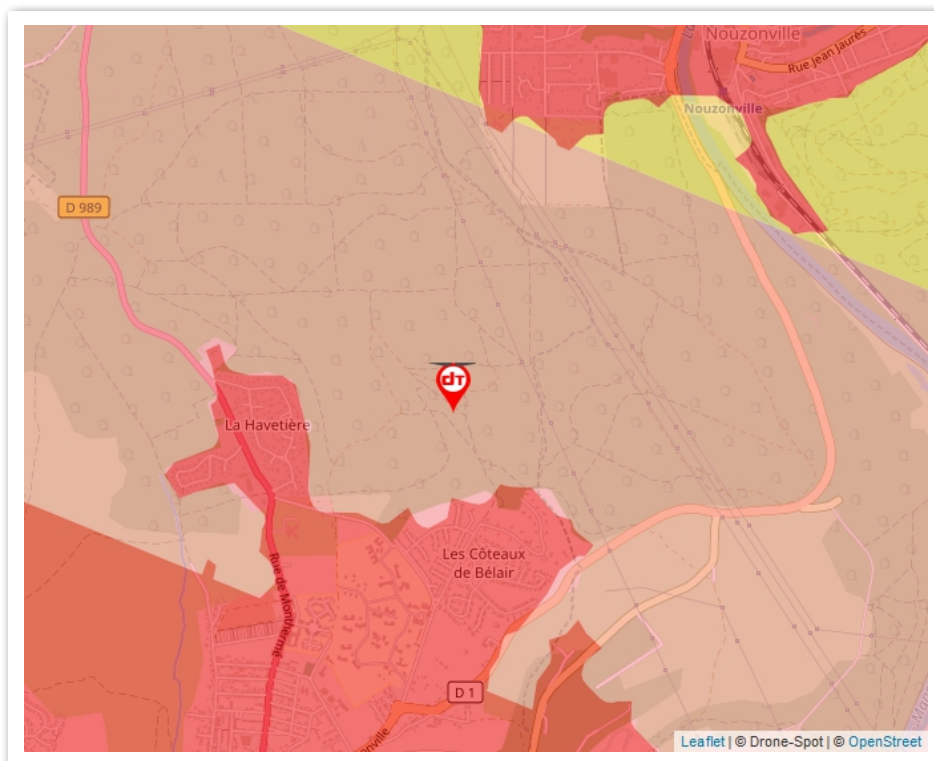 Nouzonville
Rue Jean Jaurès
Nouzonville
D 989
dT
La Havetière
Les Côteaux
de Bélair
Rue de Monthermé
D 1
Leaflet | © Drone-Spot | © OpenStreet